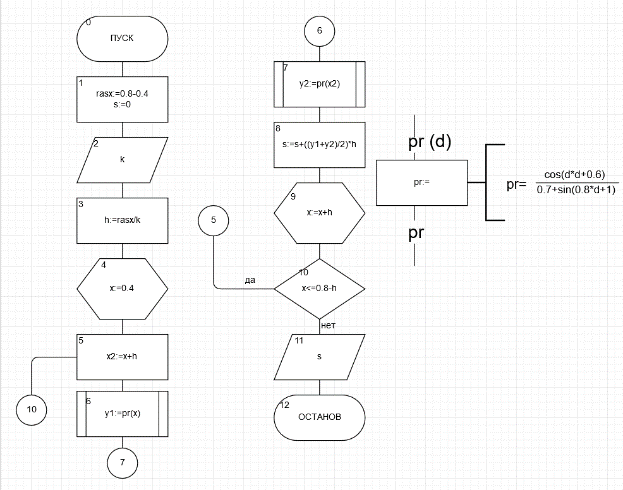 0
ПУСК
1
rasx:=0.8-0.4
s:=0
2
k
3
h:=rasx/k
4
x:=0.4
5
x2:=x+h
10
6
y1:=pr(x)
7
6
7
y2:=pr(x2)
8
s:=s+((y1+y2)/2)*h
9
x:=x+h
5
да
10
x<=0.8-h
нет
11
s
12
ОСТАНОВ
pr (d)
pr:=
pr
pr=
cos(d*d+0.6)
0.7+sin(0.8*d+1)